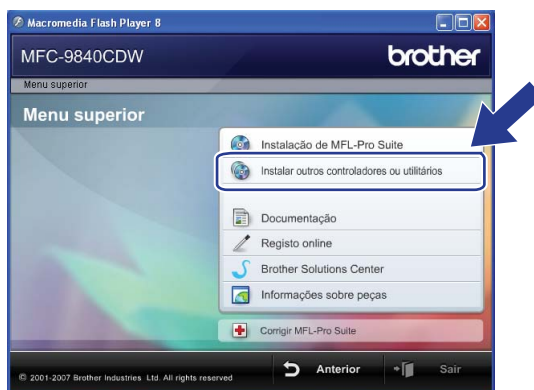 Macromedia Flash Player 8
MFC-9840CDW
brother
Menu superior
Menu superior
Instalação de MFL-Pro Suite
Instalar outros controladores ou utilitários
Documentação
Registo online
Brother Solutions Center
Informações sobre peças
Corrigir MFL-Pro Suite
© 2001-2007 Brother Industries Ltd. All rights reserved
Anterior
Sair